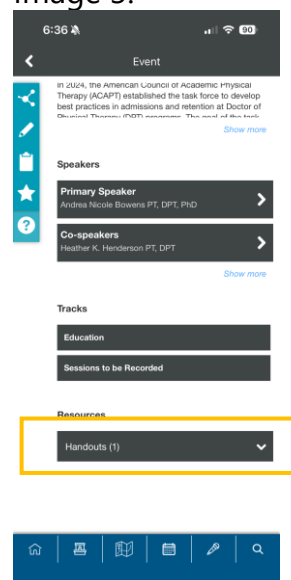 Image 3:
6:36
90
Event
In 2024, the American Council of Academic Physical
Therapy (ACAPT) established the task force to develop
best practices in admissions and retention at Doctor of
Physical Therapy (DPT) programs. The goal of the task
Show more
Speakers
Primary Speaker
Andrea Nicole Bowens PT, DPT, PhD
Co-speakers
Heather K. Henderson PT, DPT
Show more
Tracks
Education
Sessions to be Recorded
Resources
Handouts (1)